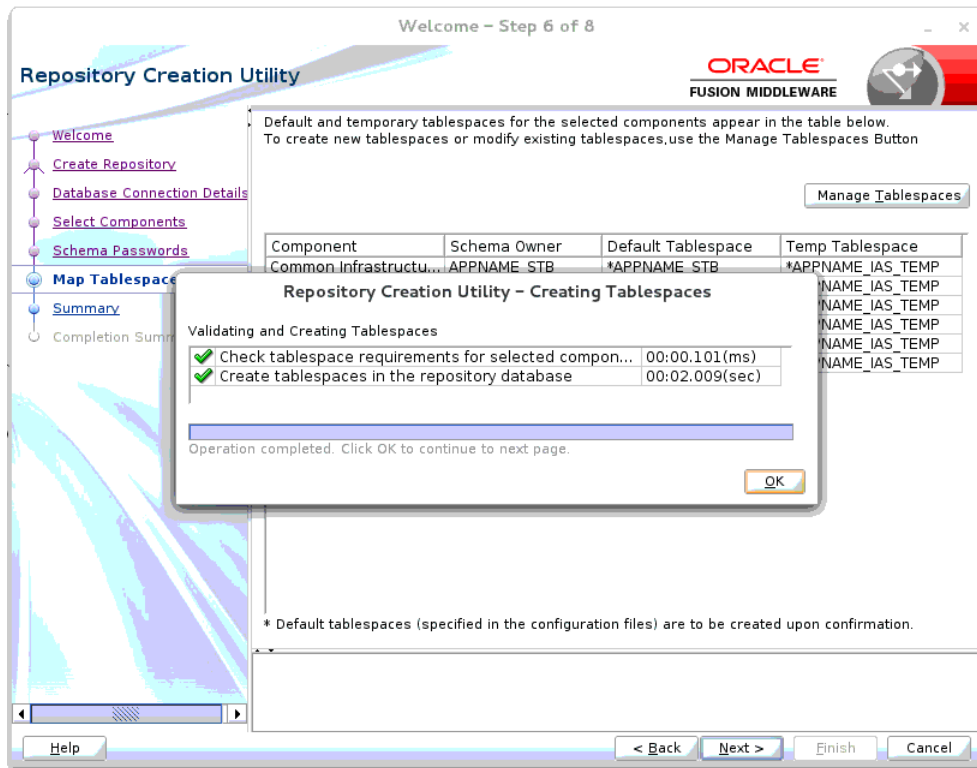 Welcome – Step 6 of 8
Repository Creation Utility
ORACLE
FUSION MIDDLEWARE
Welcome
Create Repository
Database Connection Details
Select Components
Schema Passwords
Map Tablespace
Summary
Completion Summ
Default and temporary tablespaces for the selected components appear in the table below.
To create new tablespaces or modify existing tablespaces,use the Manage Tablespaces Button
Manage Tablespaces
Component Schema Owner Default Tablespace Temp Tablespace
Common Infrastructu... APPNAME_STB *APPNAME_STB *APPNAME_IAS_TEMP
PNAME_IAS_TEMP
PNAME_IAS_TEMP
PNAME_IAS_TEMP
PNAME_IAS_TEMP
PNAME_IAS_TEMP
Repository Creation Utility – Creating Tablespaces
Validating and Creating Tablespaces
Check tablespace requirements for selected compon... 00:00.101(ms)
Create tablespaces in the repository database 00:02.009(sec)
Operation completed. Click OK to continue to next page.
OK
* Default tablespaces (specified in the configuration files) are to be created upon confirmation.
Help
< Back
Next >
Finish
Cancel